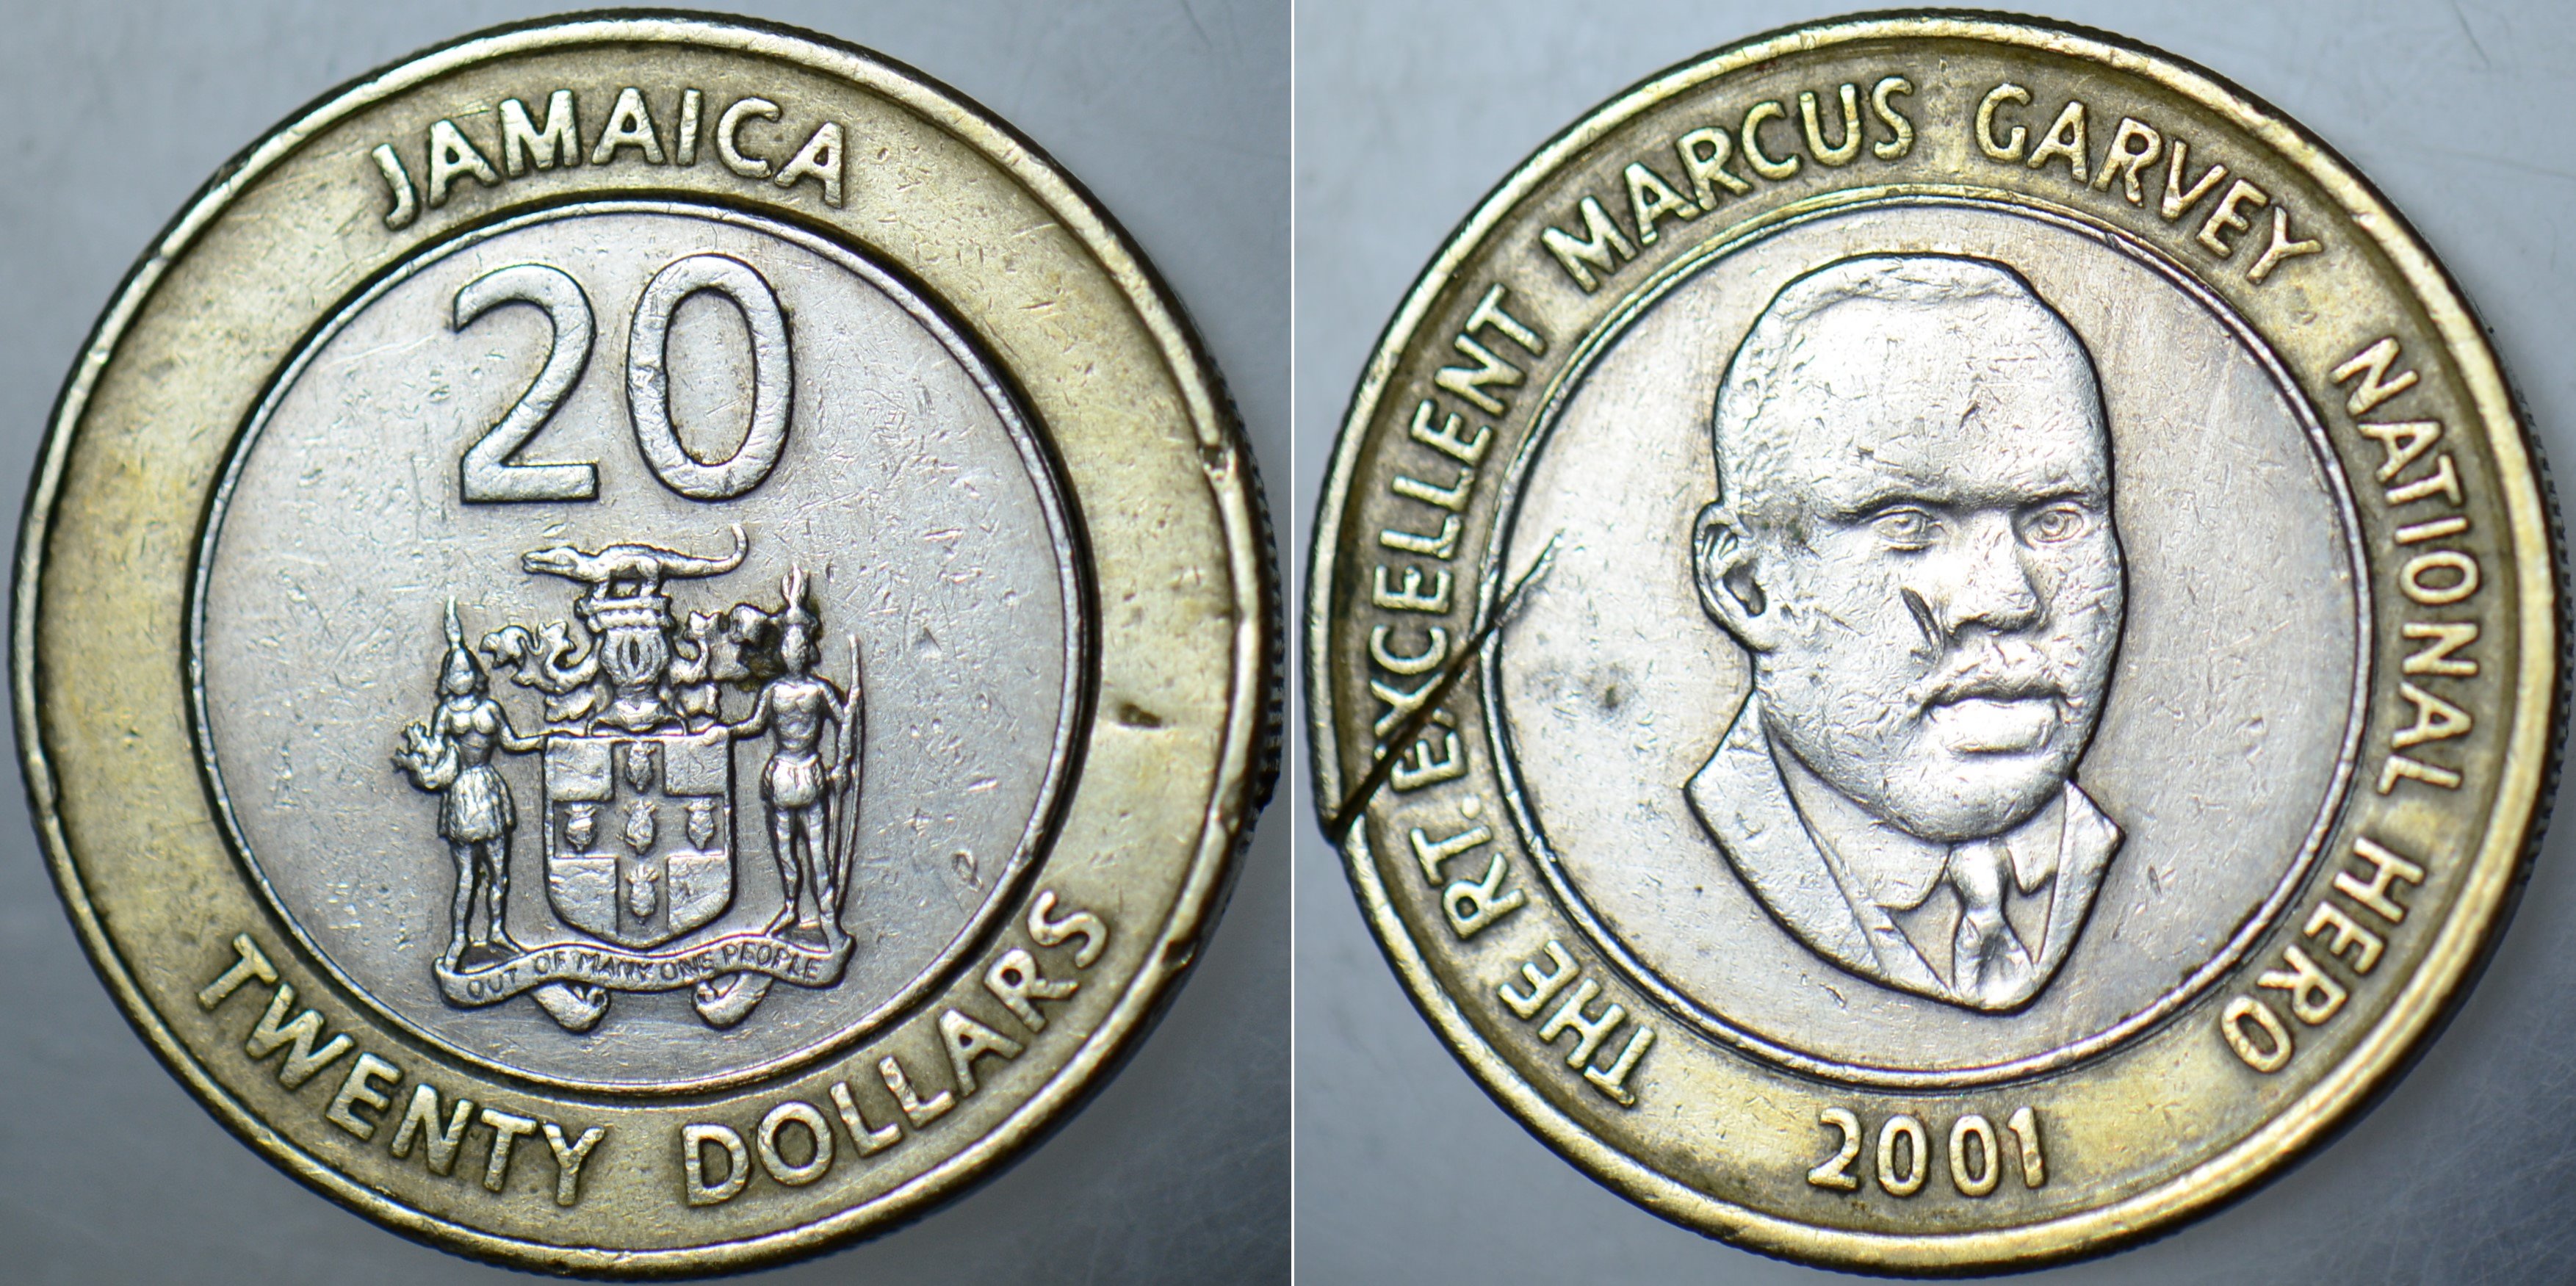 JAMAICA
20
OUT OF MANY ONE PEOPLE
TWENTY DOLLARS
THE RT. EXCELLENT MARCUS GARVEY NATIONAL HERO
2001